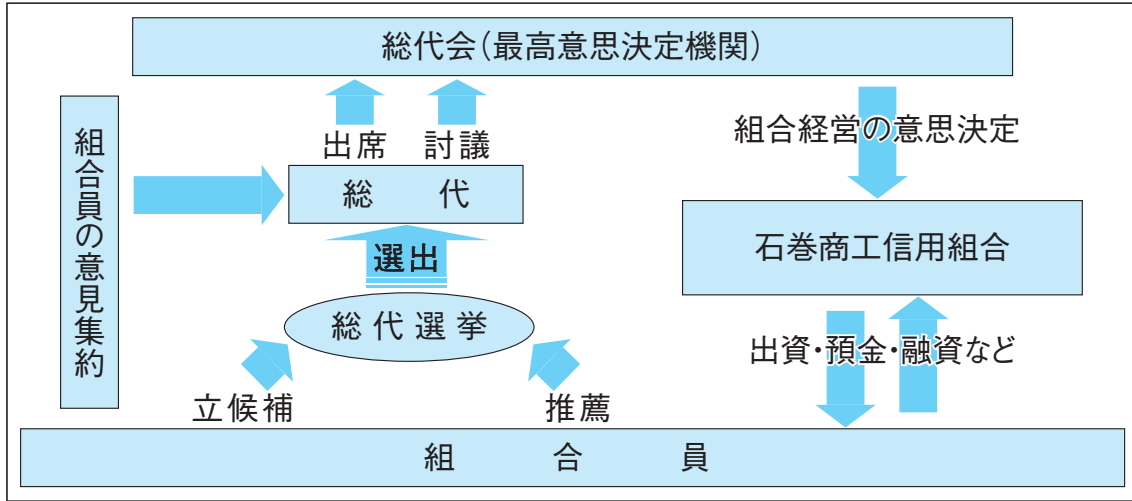 総代会（最高意思決定機関）
組合員の意見集約
出席 討議
総代
選出
総代選挙
立候補 推薦
組合経営の意思決定
石巻商工信用組合
出資・預金・融資など
組合員